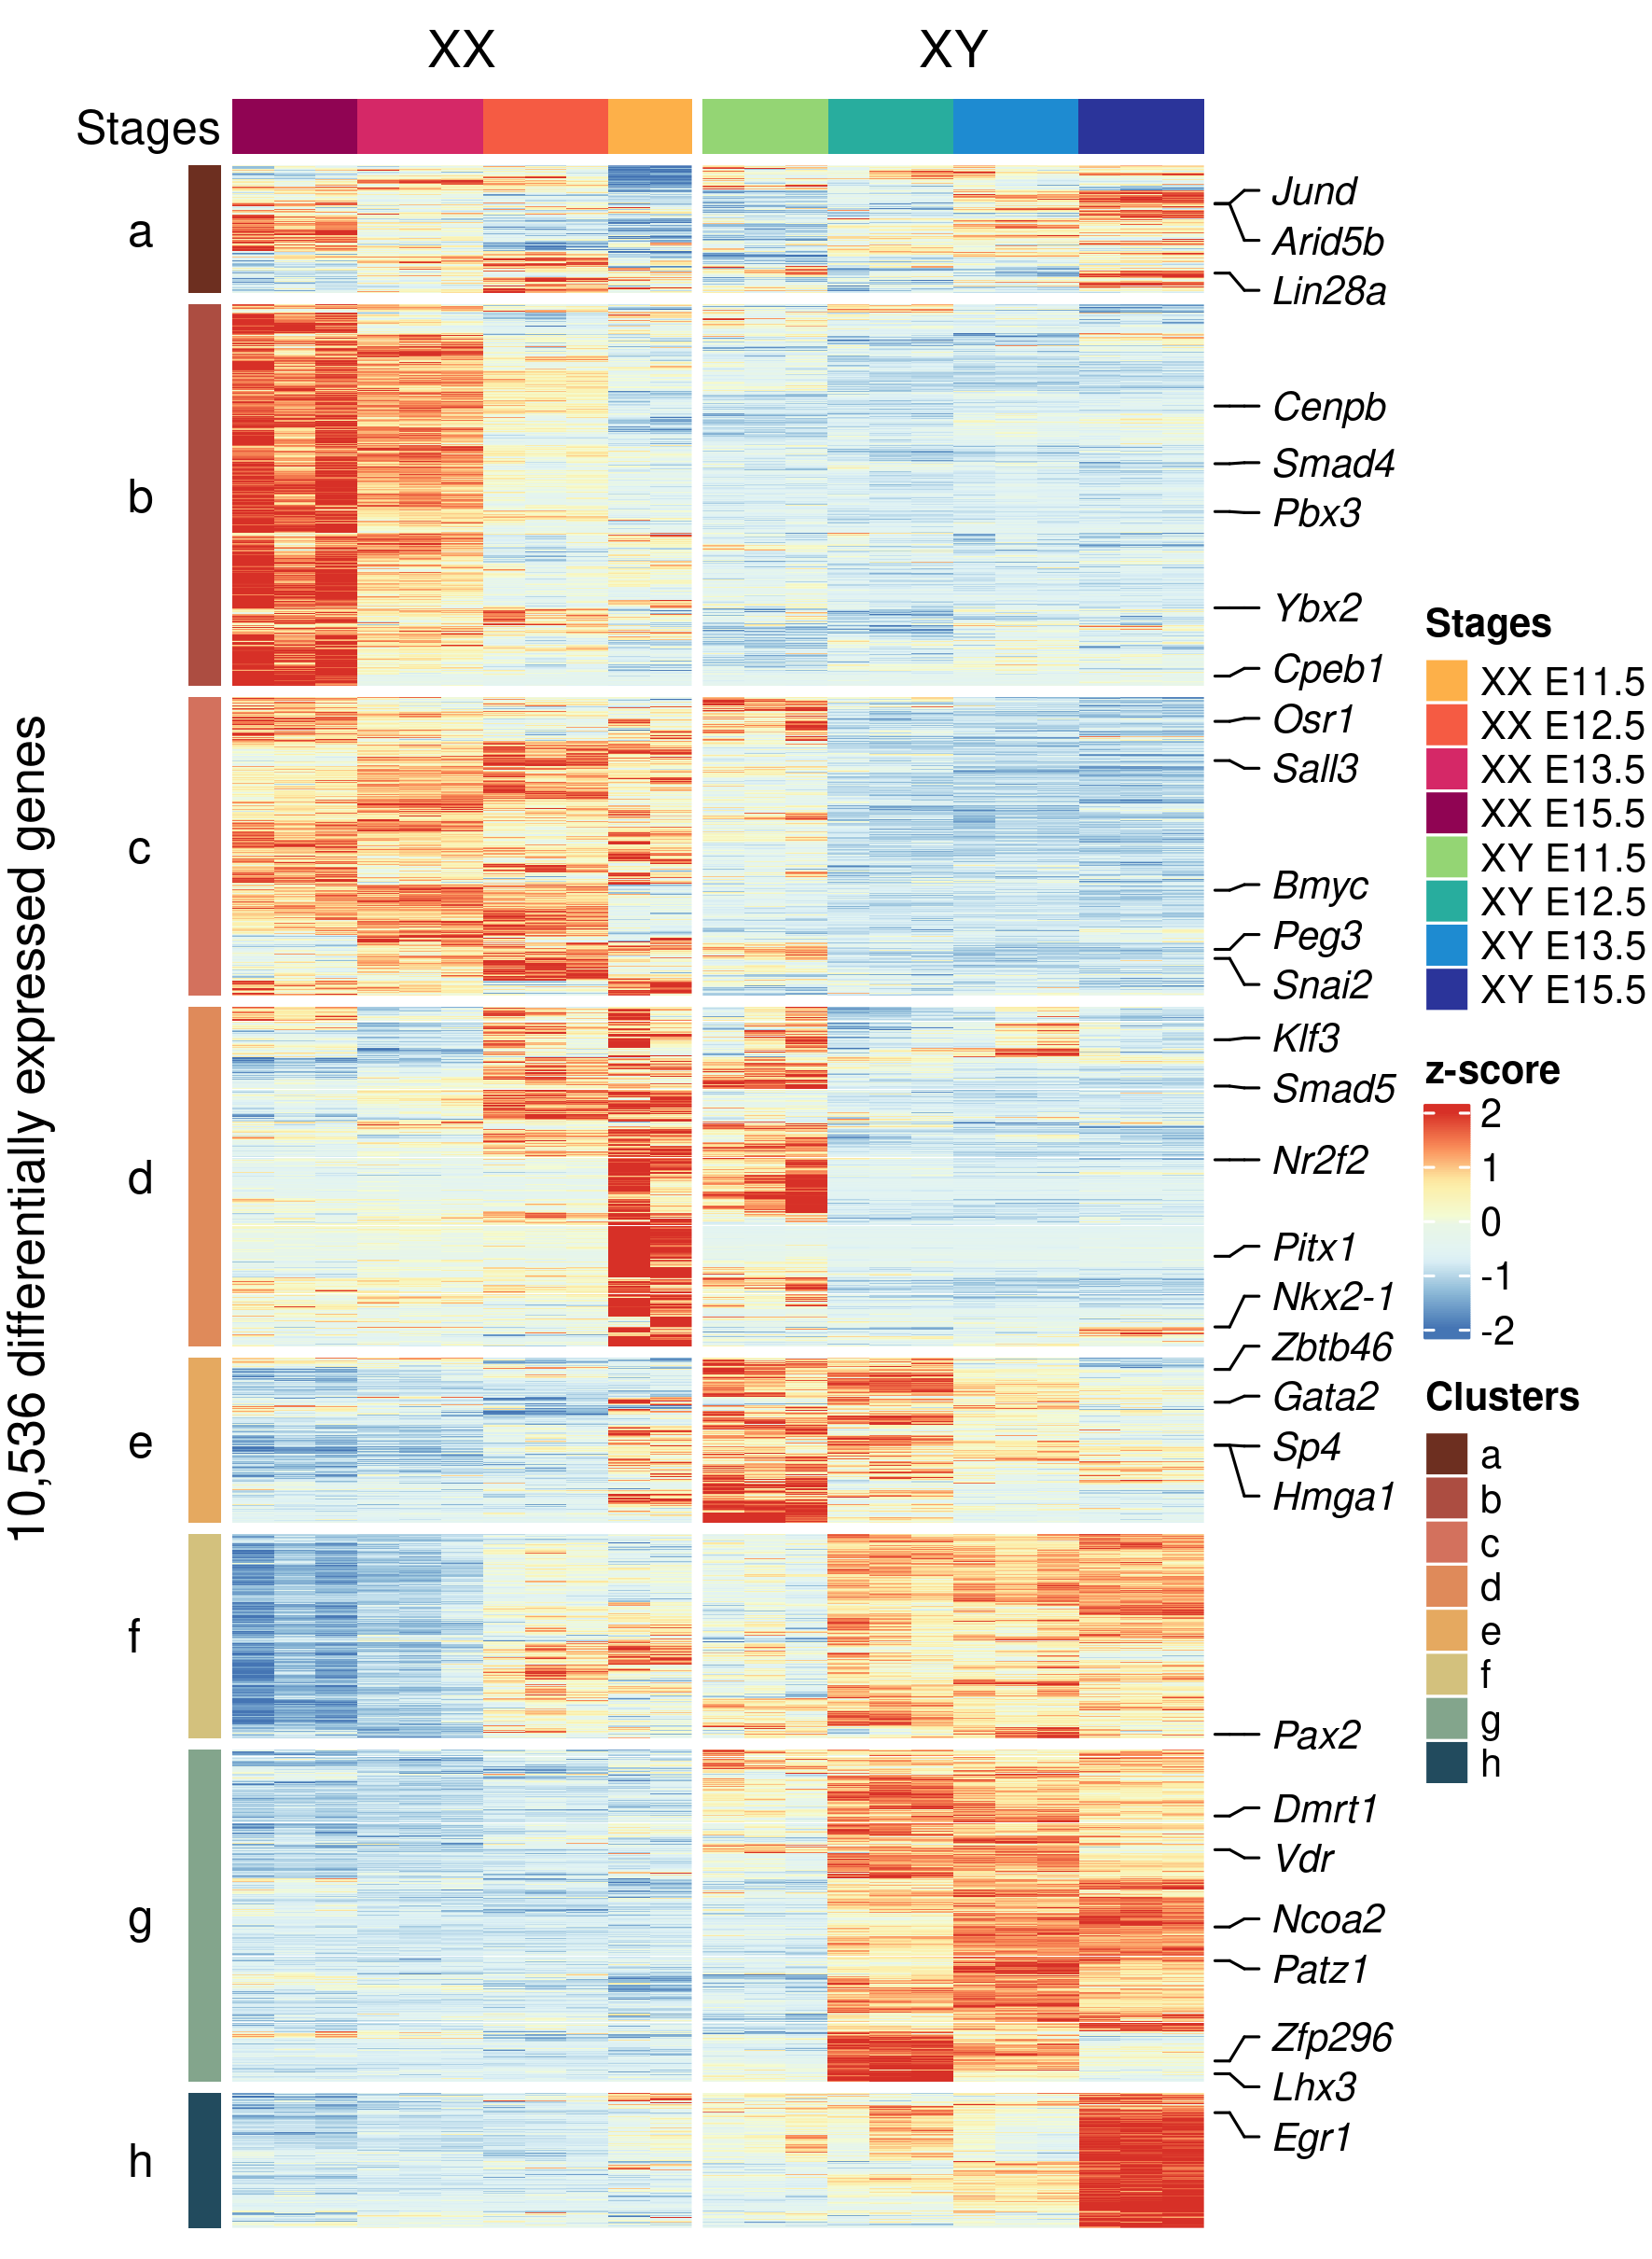 XX
XY
Stages
a
b
c
d
e
f
g
h
10,536 differentially expressed genes
Jund
Arid5b
Lin28a
Cenpb
Smad4
Pbx3
Ybx2
Cpeb1
Osr1
Sall3
Bmyc
Peg3
Snai2
Klf3
Smad5
Nr2f2
Pitx1
Nkx2-1
Zbtb46
Gata2
Sp4
Hmga1
Pax2
Dmrt1
Vdr
Ncoa2
Patz1
Zfp296
Lhx3
Egr1
Stages
XX E11.5
XX E12.5
XX E13.5
XX E15.5
XY E11.5
XY E12.5
XY E13.5
XY E15.5
z-score
2
1
0
-1
-2
Clusters
a
b
c
d
e
f
g
h